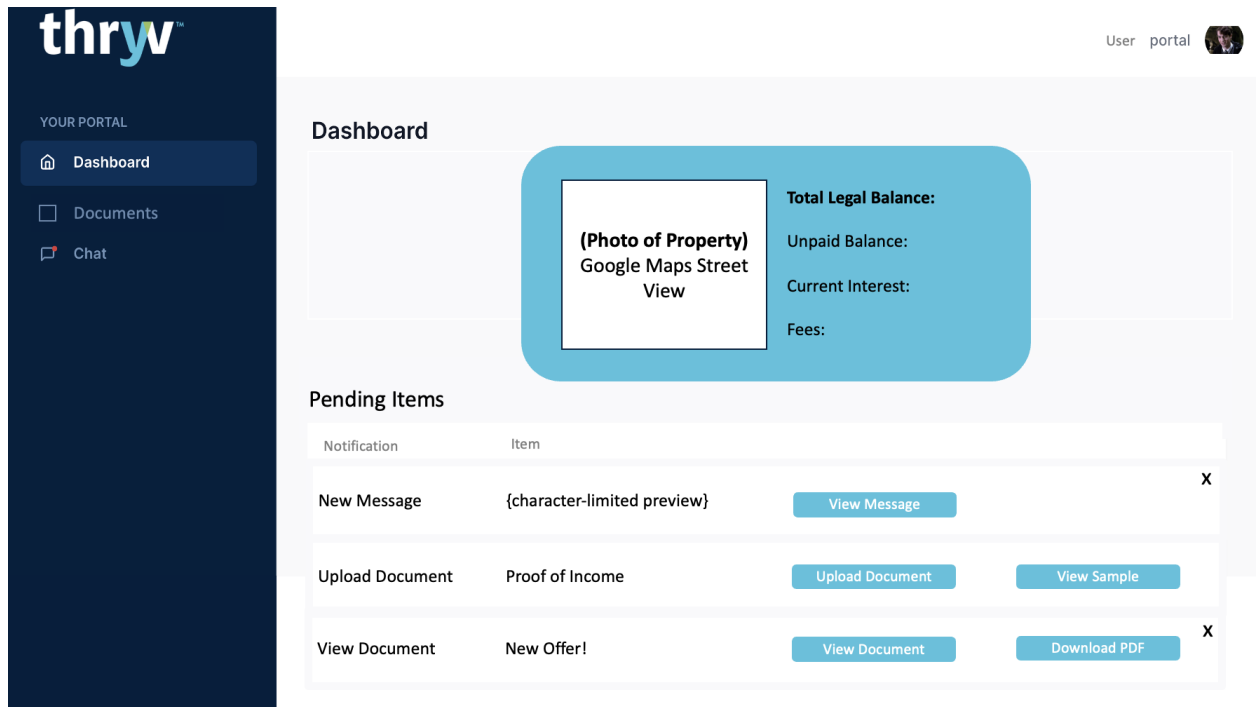 thryv™
User portal
YOUR PORTAL
Dashboard
Documents
Chat
Dashboard
(Photo of Property)
Google Maps Street
View
Total Legal Balance:
Unpaid Balance:
Current Interest:
Fees:
Pending Items
Notification Item
X
New Message {character-limited preview} View Message
Upload Document Proof of Income Upload Document View Sample
X
View Document New Offer! View Document Download PDF